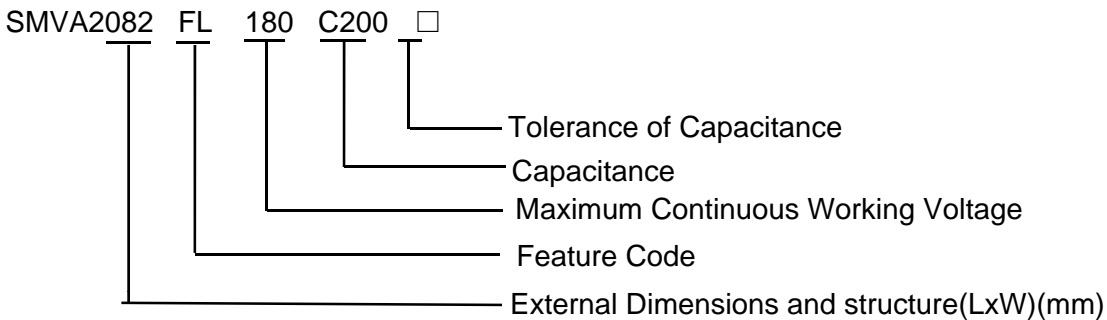 SMVA2082 FL 180 C200 □
Tolerance of Capacitance
Capacitance
Maximum Continuous Working Voltage
Feature Code
External Dimensions and structure(LxW)(mm)